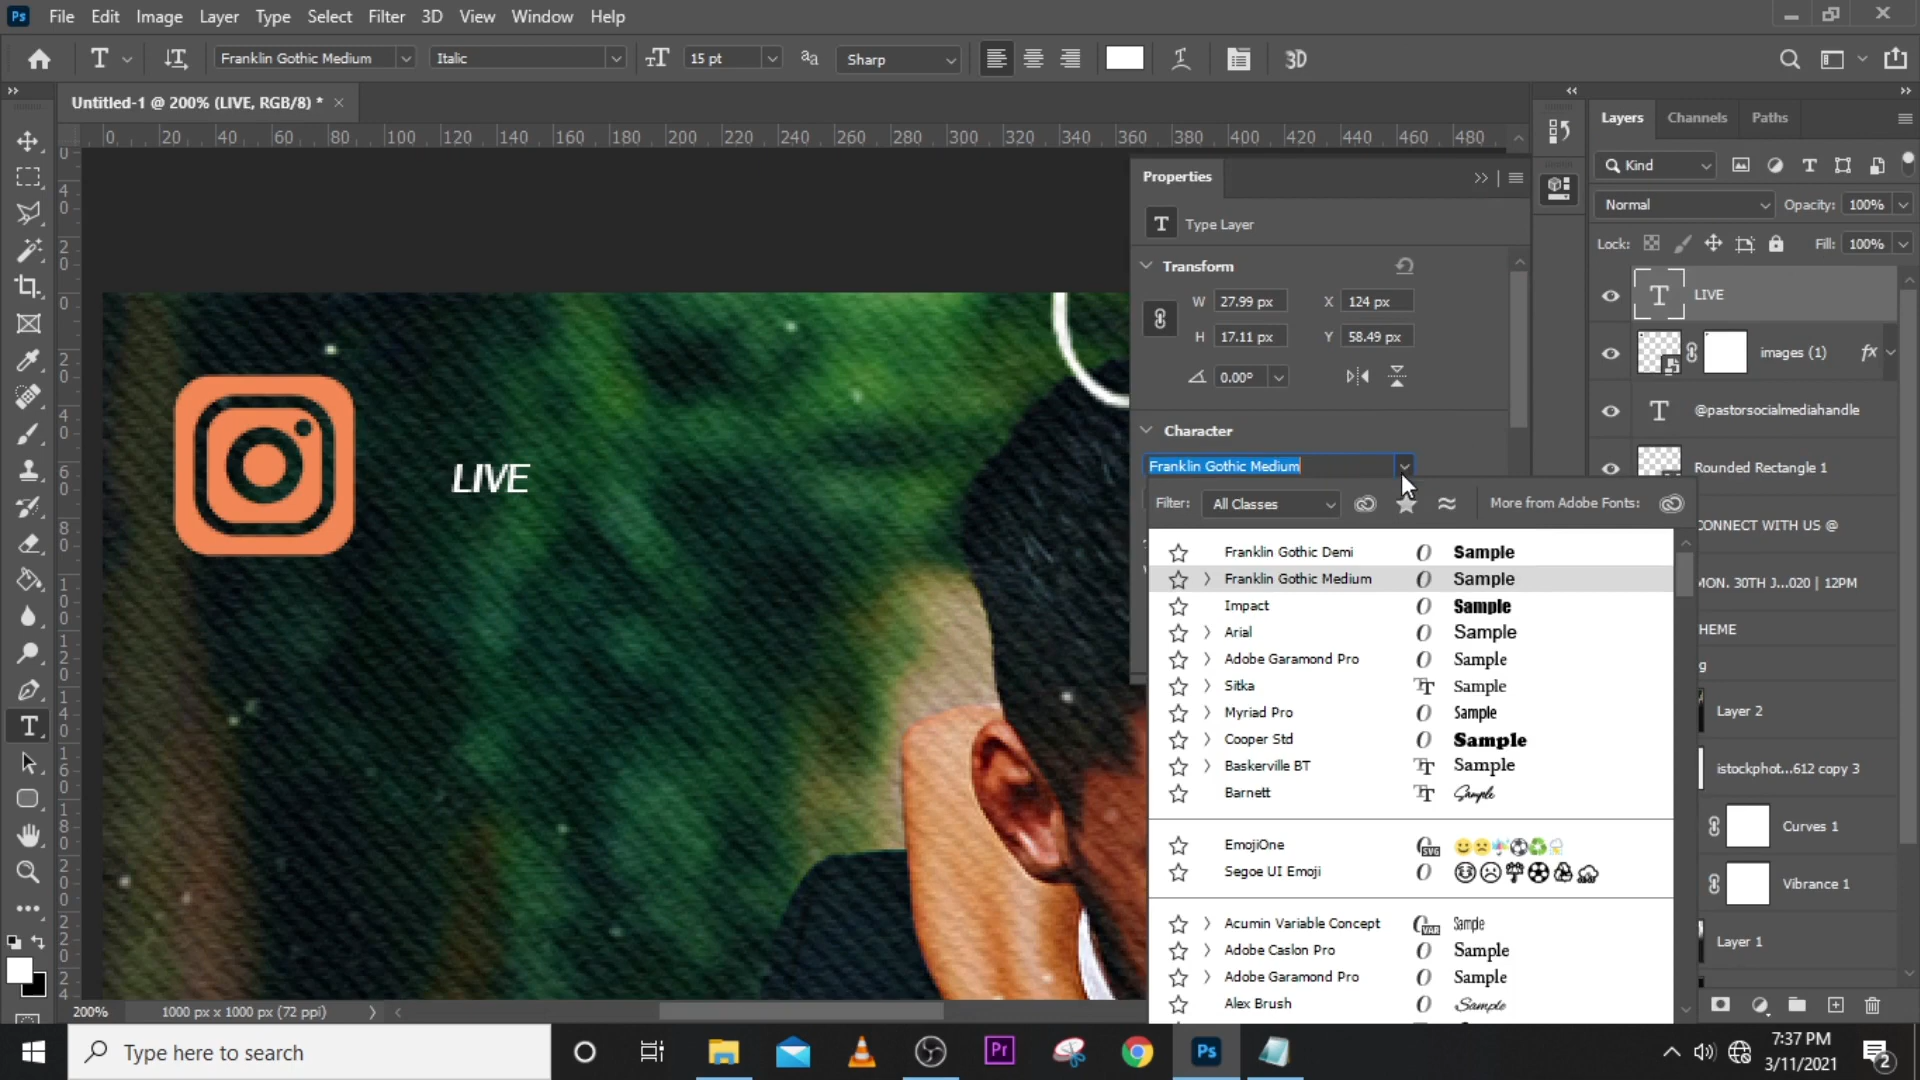 Ps File Edit Image Layer Type Select Filter 3D View Window Help
T Franklin Gothic Medium Italic 15 pt aa Sharp 3D
Untitled-1 @ 200% (LIVE, RGB/8) *
0 20 40 60 80 100 120 140 160 180 200 220 240 260 280 300 320 340 360 380 400 420 440 460 480
Properties
Type Layer
Transform
W 27.99 px X 124 px
H 17.11 px Y 58.49 px
0.00°
Character
Franklin Gothic Medium
Filter: All Classes More from Adobe Fonts:
Franklin Gothic Demi O Sample
Franklin Gothic Medium O Sample
Impact O Sample
Arial O Sample
Adobe Garamond Pro O Sample
Sitka Sample
Myriad Pro O Sample
Cooper Std O Sample
Baskerville BT Sample
Barnett Sample
EmojiOne SVG
Segoe UI Emoji O
Acumin Variable Concept VAR Sample
Adobe Caslon Pro O Sample
Adobe Garamond Pro O Sample
Alex Brush O Sample
LIVE
Layers Channels Paths
Kind
Normal Opacity: 100%
Lock: Fill: 100%
LIVE
images (1) fx
@pastorsocialmediahandle
Rounded Rectangle 1
CONNECT WITH US @
MON. 30TH J...020 | 12PM
HEME
Layer 2
istockphot...612 copy 3
Curves 1
Vibrance 1
Layer 1
200% 1000 px x 1000 px (72 ppi)
Type here to search
Pr Ps
7:37 PM
3/11/2021
2